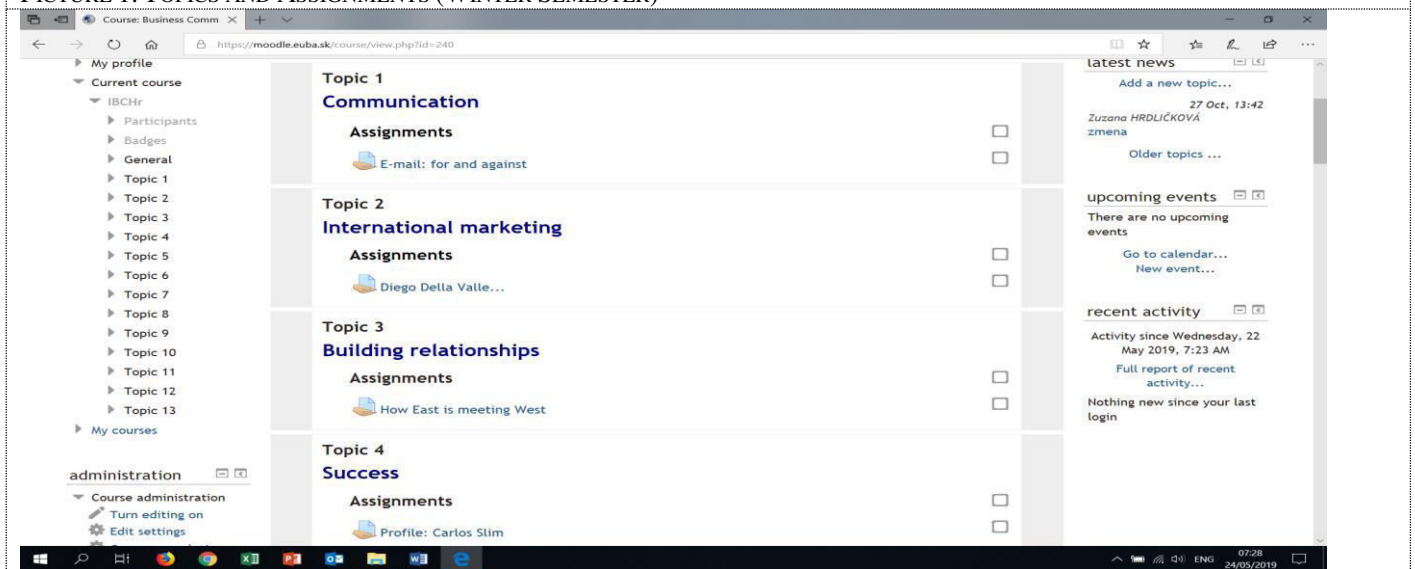 PICTURE 1: TOPICS AND ASSIGNMENTS (WINTER SEMESTER)
Course: Business Comm
https://moodle.euba.sk/course/view.php?id=240
My profile
Current course
IBCHr
Participants
Badges
General
Topic 1
Topic 2
Topic 3
Topic 4
Topic 5
Topic 6
Topic 7
Topic 8
Topic 9
Topic 10
Topic 11
Topic 12
Topic 13
My courses
administration
Course administration
Turn editing on
Edit settings
Topic 1
Communication
Assignments
E-mail: for and against
Topic 2
International marketing
Assignments
Diego Della Valle...
Topic 3
Building relationships
Assignments
How East is meeting West
Topic 4
Success
Assignments
Profile: Carlos Slim
latest news
Add a new topic...
27 Oct, 13:42
Zuzana HRDLIČKOVÁ
zmena
Older topics ...
upcoming events
There are no upcoming
events
Go to calendar...
New event...
recent activity
Activity since Wednesday, 22
May 2019, 7:23 AM
Full report of recent
activity...
Nothing new since your last
login
ENG
07:28
24/05/2019